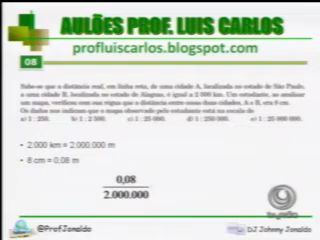 AULÕES PROF. LUIS CARLOS
profluiscarlos.blogspot.com
08
Sabe-se que a distância real, em linha reta, de uma cidade A, localizada no estado de São Paulo,
a uma cidade B, localizada no estado de Alagoas, é igual a 2 000 km. Um estudante, ao analisar
um mapa, verificou com sua régua que a distância entre essas duas cidades, A e B, era 8 cm.
Os dados nos indicam que o mapa observado pelo estudante está na escala de
a) 1 : 250. b) 1 : 2 500. c) 1 : 25 000. d) 1 : 250 000. e) 1 : 25 000 000.
• 2.000 km = 2.000.000 m
• 8 cm = 0,08 m
0,08
2.000.000
@ProfJonaldo
DJ Johnny Jonaldo